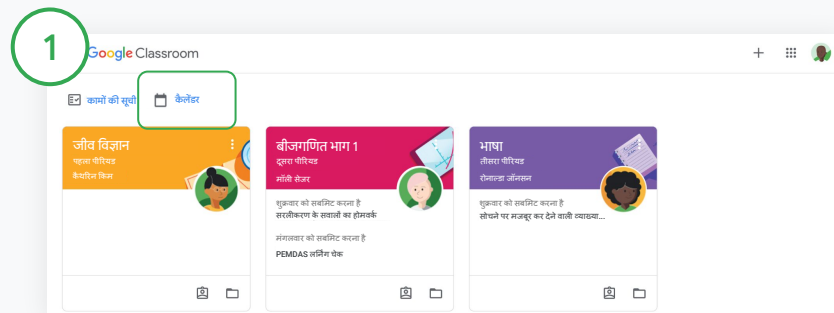 1
Google Classroom
कामों की सूची
कैलेंडर
जीव विज्ञान
पहला पीरियड
कैथरिन किम
बीजगणित भाग 1
दूसरा पीरियड
मॉली सेजर
शुक्रवार को सबमिट करना है
सरलीकरण के सवालों का होमवर्क
मंगलवार को सबमिट करना है
PEMDAS लर्निंग चेक
भाषा
तीसरा पीरियड
रोनाल्डा जॉनसन
शुक्रवार को सबमिट करना है
सोचने पर मजबूर कर देने वाली व्याख्या...